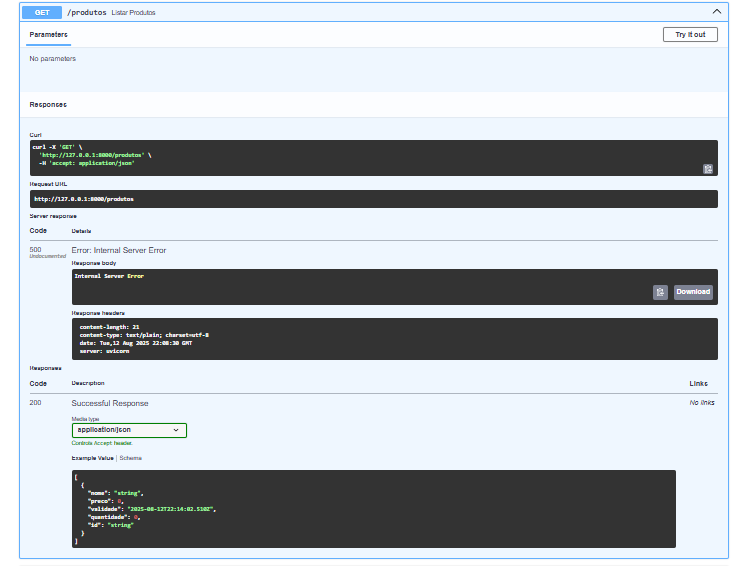 GET /produtos Listar Produtos
Parameters
Try it out
No parameters
Responses
Curl
curl -X 'GET' \
'http://127.0.0.1:8000/produtos' \
-H 'accept: application/json'
Request URL
http://127.0.0.1:8000/produtos
Server response
Code Details
500 Error: Internal Server Error
Undocumented
Response body
Internal Server Error
Download
Response headers
content-length: 21
content-type: text/plain; charset=utf-8
date: Tue,12 Aug 2025 22:08:30 GMT
server: uvicorn
Responses
Code Description Links
200 Successful Response No links
Media type
application/json
Controls Accept header.
Example Value | Schema
[
{
"nome": "string",
"preco": 0,
"validade": "2025-08-12T22:14:02.510Z",
"quantidade": 0,
"id": "string"
}
]